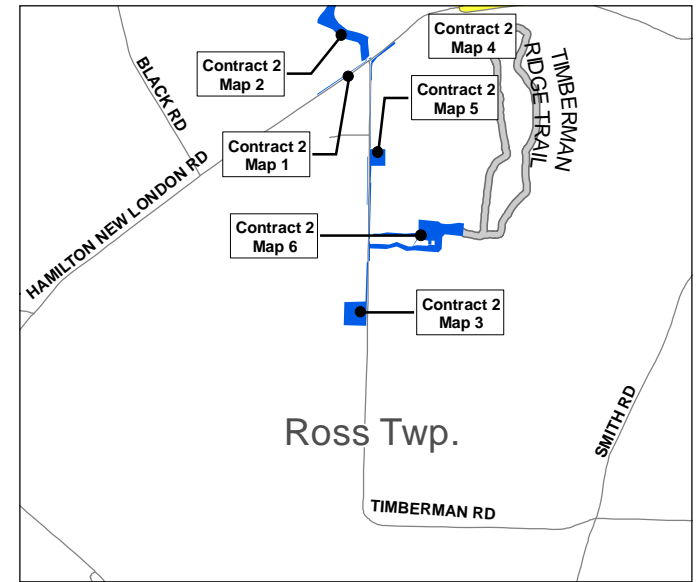 Contract 2
Map 4
Contract 2
Map 2
TIMBERMAN
RIDGE TRAIL
BLACK RD
Contract 2
Map 5
Contract 2
Map 1
HAMILTON NEW LONDON RD
Contract 2
Map 6
Contract 2
Map 3
SMITH RD
Ross Twp.
TIMBERMAN RD